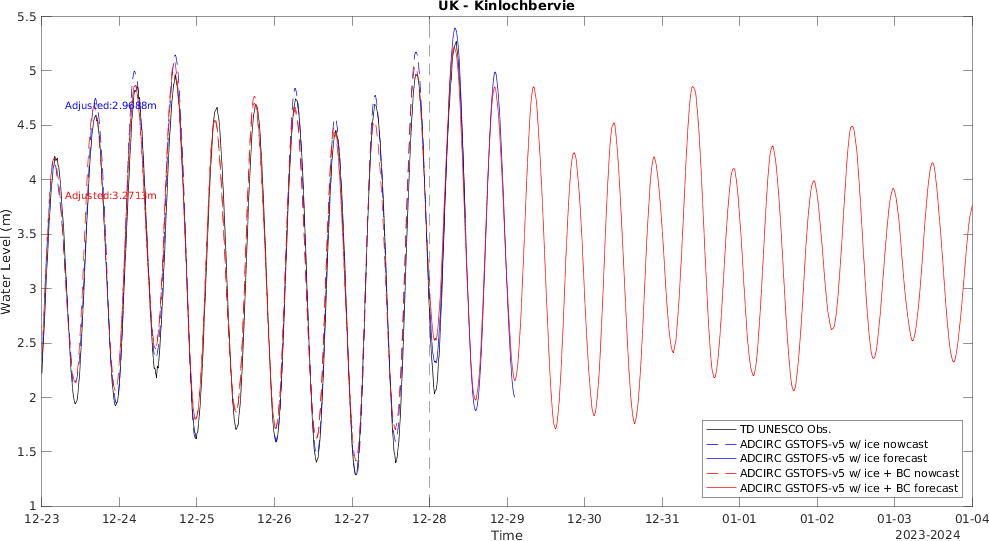 UK - Kinlochbervie
5.5
5
4.5
4
3.5
3
2.5
2
1.5
1
Water Level (m)
Adjusted:2.9688m
Adjusted:3.2713m
TD UNESCO Obs.
ADCIRC GSTOFS-v5 w/ ice nowcast
ADCIRC GSTOFS-v5 w/ ice forecast
ADCIRC GSTOFS-v5 w/ ice + BC nowcast
ADCIRC GSTOFS-v5 w/ ice + BC forecast
12-23 12-24 12-25 12-26 12-27 12-28 12-29 12-30 12-31 01-01 01-02 01-03 01-04
Time
2023-2024